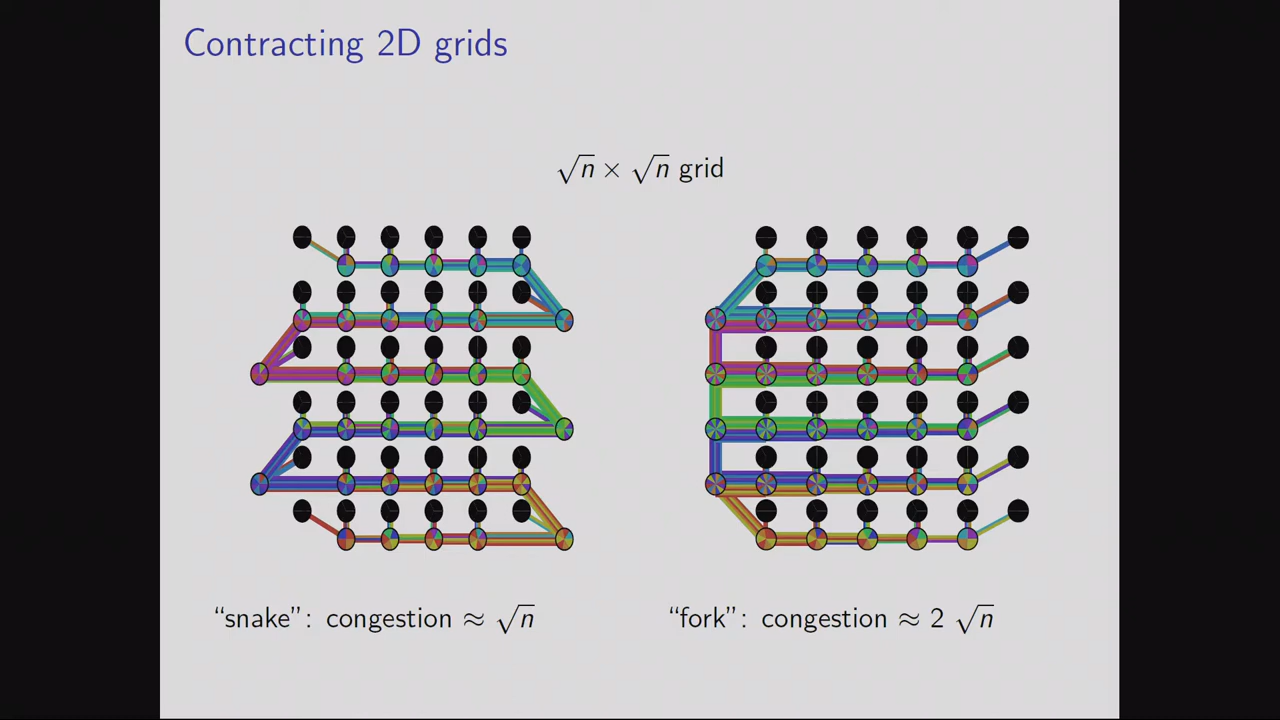 Contracting 2D grids
√n × √n grid
“snake”: congestion ≈ √n
“fork”: congestion ≈ 2 √n